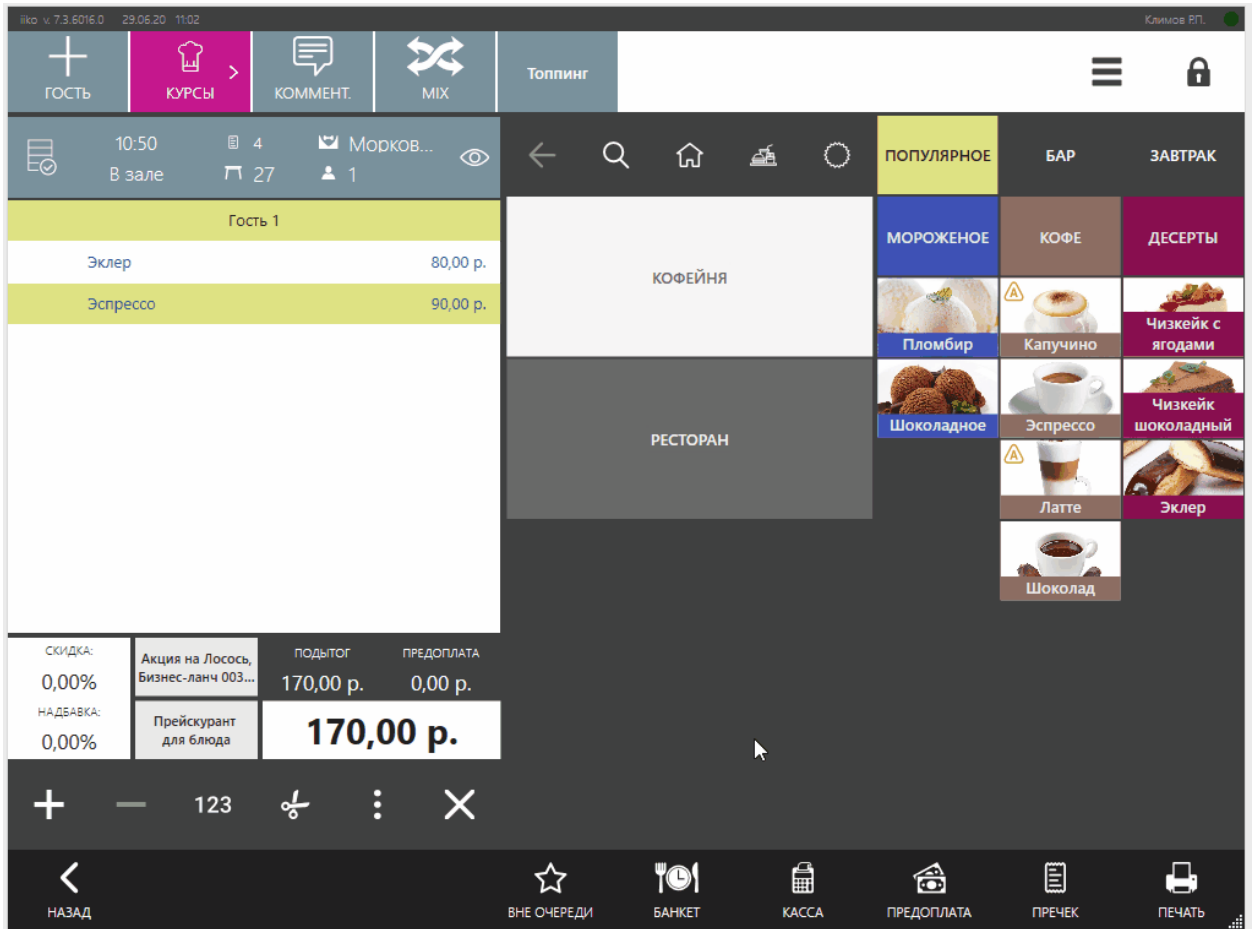 iiko v. 7.3.6016.0 29.06.20 11:02 Климов Р.П.
ГОСТЬ КУРСЫ КОММЕНТ. MIX Топпинг
10:50 4 Морков...
В зале 27 1
Гость 1
Эклер 80,00 р.
Эспрессо 90,00 р.
СКИДКА:
0,00%
НАДБАВКА:
0,00%
Акция на Лосось,
Бизнес-ланч 003...
Прейскурант
для блюда
ПОДЫТОГ ПРЕДОПЛАТА
170,00 р. 0,00 р.
170,00 р.
123
КОФЕЙНЯ
РЕСТОРАН
ПОПУЛЯРНОЕ БАР ЗАВТРАК
МОРОЖЕНОЕ КОФЕ ДЕСЕРТЫ
Пломбир
A
Капучино
Чизкейк с
ягодами
Шоколадное
Эспрессо
Чизкейк
шоколадный
A
Латте
Эклер
Шоколад
НАЗАД ВНЕ ОЧЕРЕДИ БАНКЕТ КАССА ПРЕДОПЛАТА ПРЕЧЕК ПЕЧАТЬ